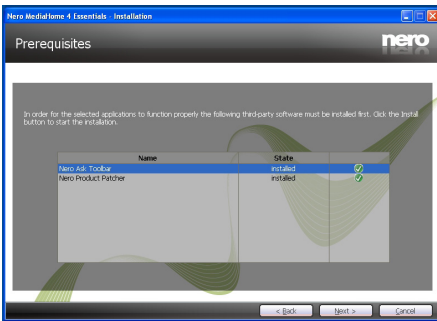 Nero MediaHome 4 Essentials - Installation
Prerequisites
nero
In order for the selected applications to function properly the following third-party software must be installed first. Click the Install
button to start the installation.
Name State
Nero Ask Toolbar installed
Nero Product Patcher installed
< Back Next > Cancel